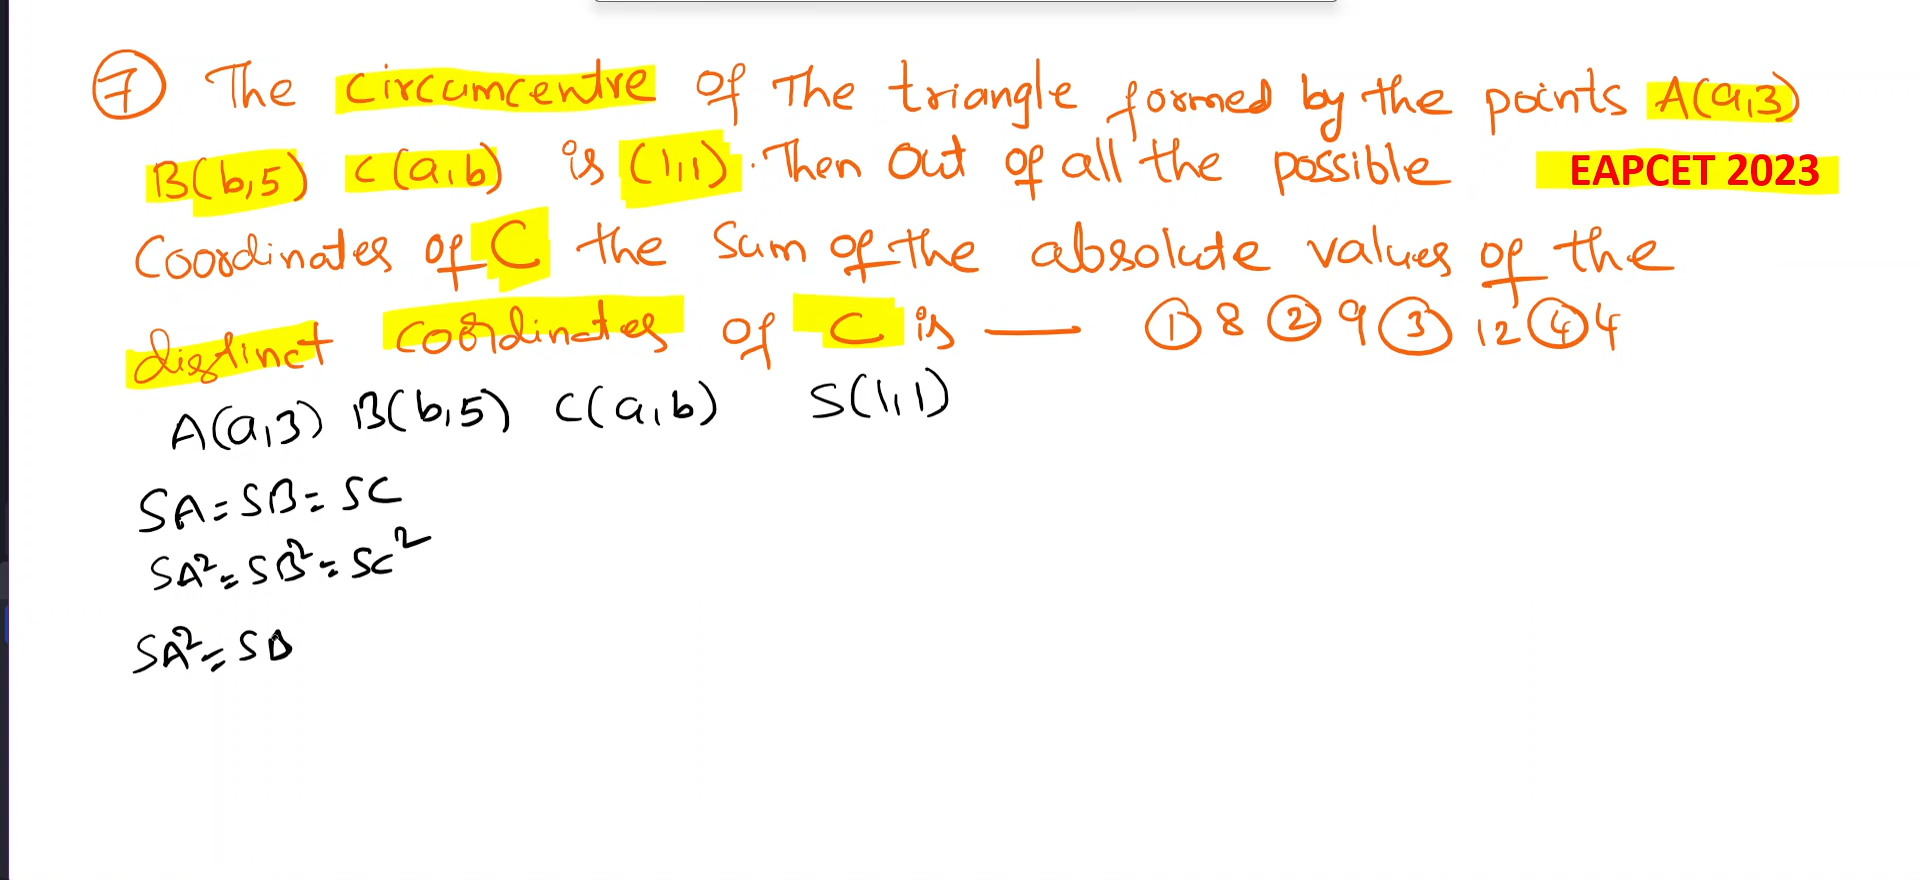 ⑦ The circumcentre of The triangle formed by the points A(a,3)
B(b,5) C(a,b) is (1,1). Then out of all the possible EAPCET 2023
Coordinates of C the Sum of the absolute values of the
distinct coordinates of C is — ① 8 ② 9 ③ 12 ④ 4
A(a,3) B(b,5) C(a,b) S(1,1)
SA=SB=SC
SA²=SB²=SC²
SA²=S